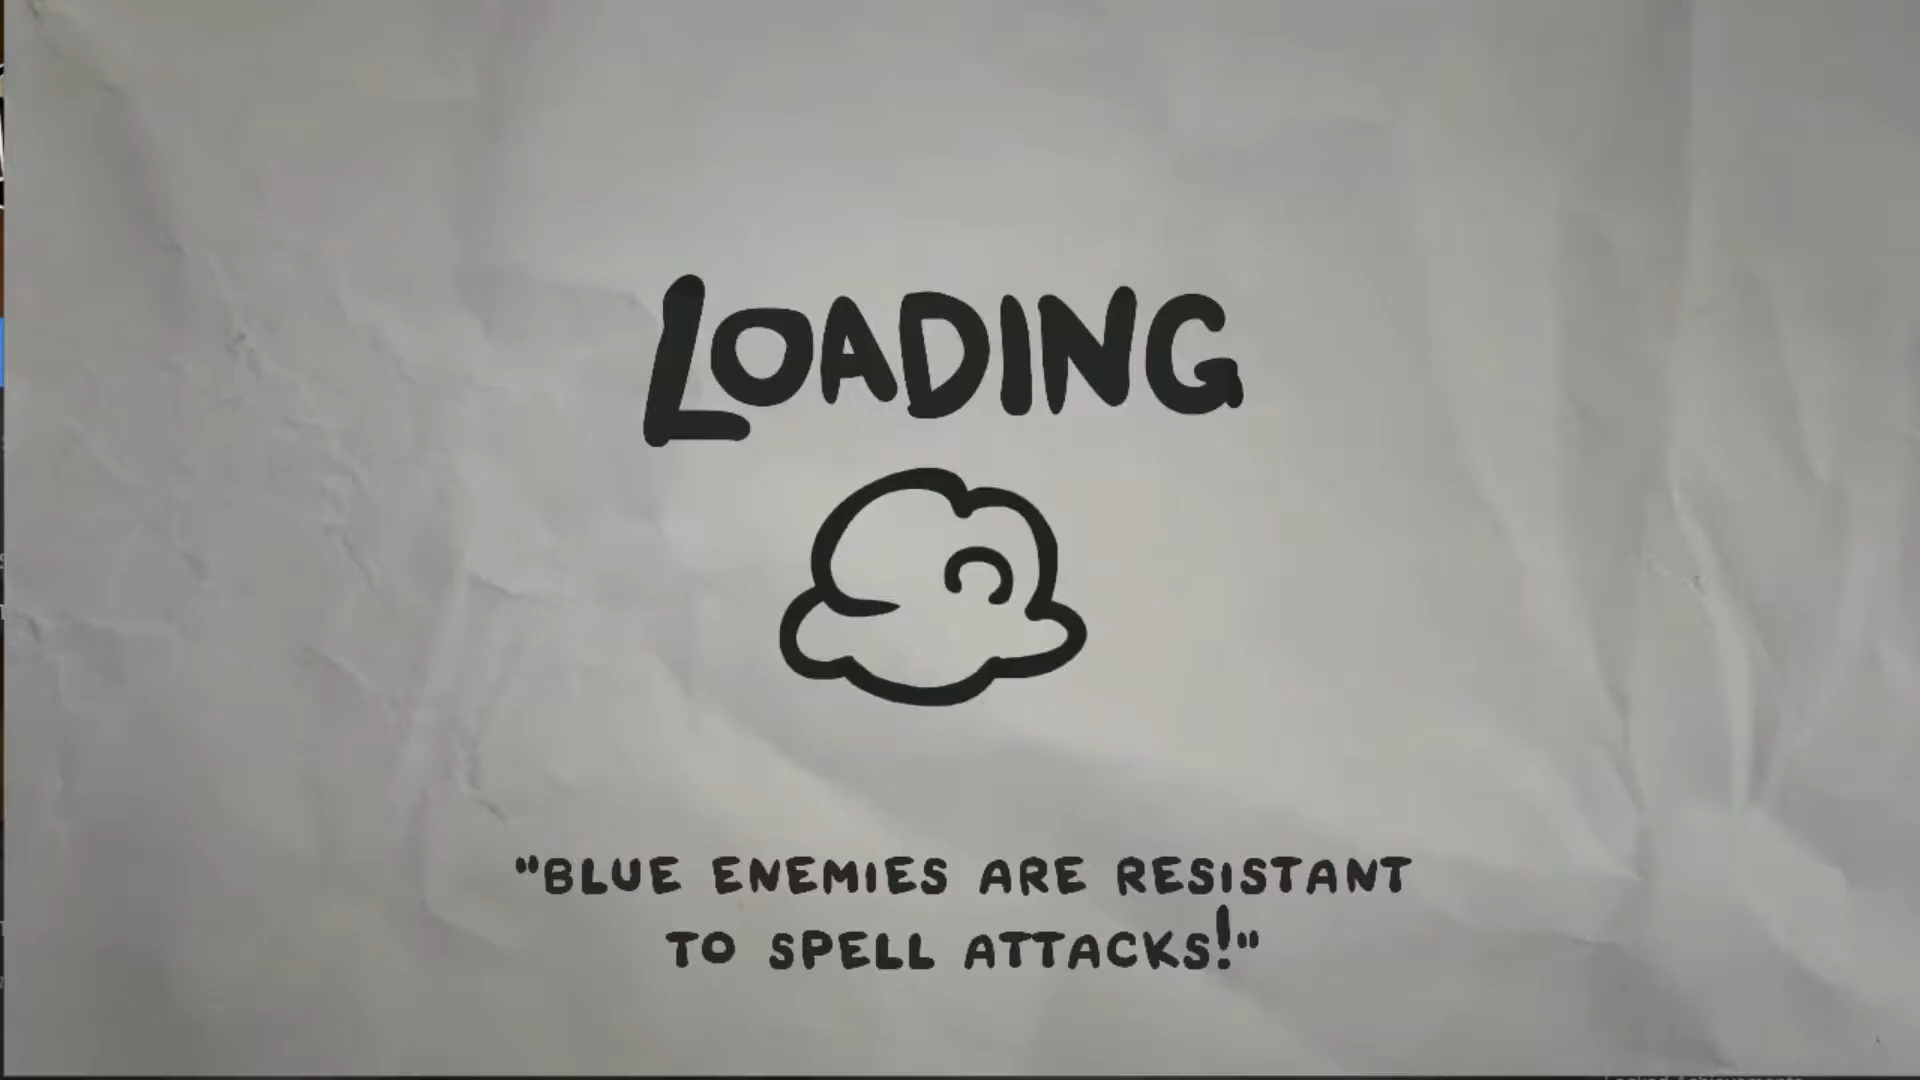 LOADING
"BLUE ENEMIES ARE RESISTANT
TO SPELL ATTACKS!"